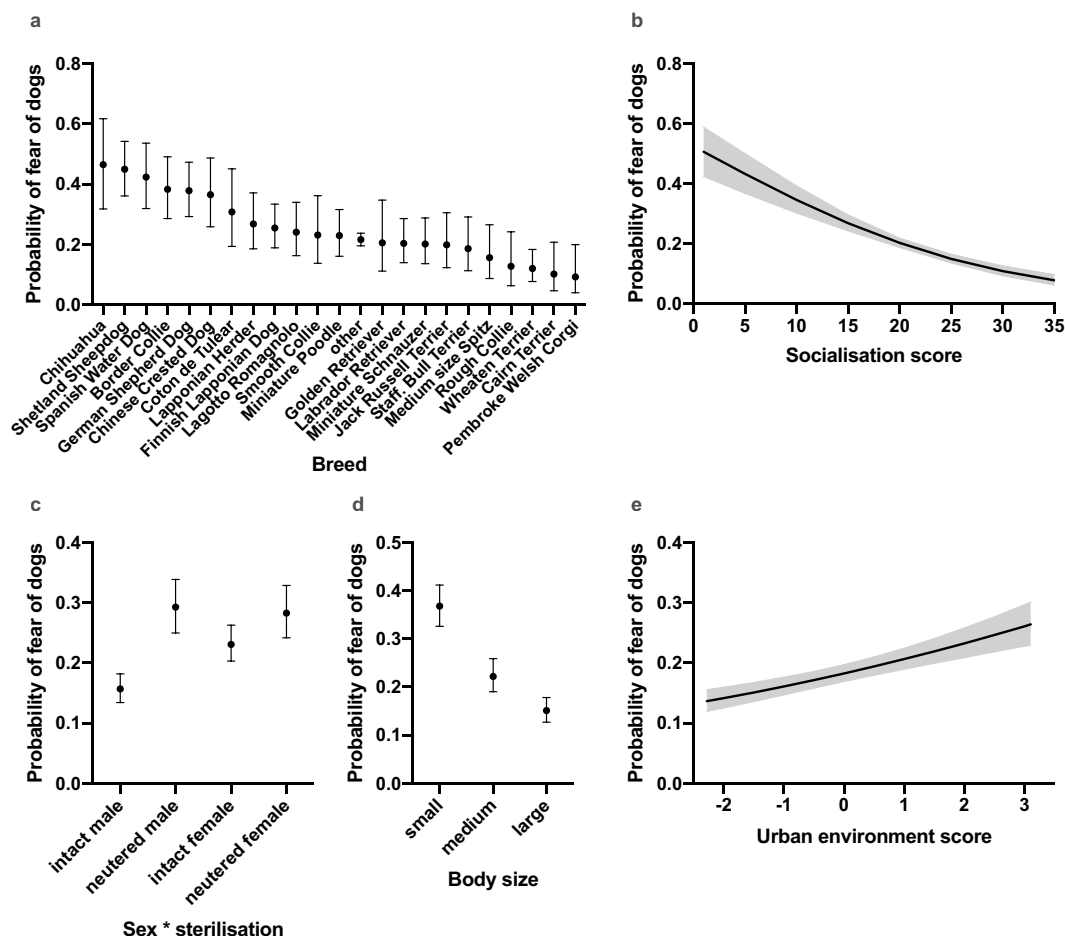 a
Probability of fear of dogs
0.8
0.6
0.4
0.2
0.0
Chihuahua
Shetland Sheepdog
Spanish Water Dog
Border Collie
German Shepherd Dog
Chinese Crested Dog
Coton de Tulear
Lapponian Herder
Finnish Lapponian Dog
Lagotto Romagnolo
Smooth Collie
Miniature Poodle
other
Golden Retriever
Labrador Retriever
Miniature Schnauzer
Jack Russell Terrier
Staff. Bull Terrier
Medium size Spitz
Rough Collie
Wheaten Terrier
Cairn Terrier
Pembroke Welsh Corgi
Breed
b
Probability of fear of dogs
0.8
0.6
0.4
0.2
0.0
0 5 10 15 20 25 30 35
Socialisation score
c
Probability of fear of dogs
0.4
0.3
0.2
0.1
0.0
intact male
neutered male
intact female
neutered female
Sex * sterilisation
d
Probability of fear of dogs
0.5
0.4
0.3
0.2
0.1
0.0
small
medium
large
Body size
e
Probability of fear of dogs
0.4
0.3
0.2
0.1
0.0
-2 -1 0 1 2 3
Urban environment score